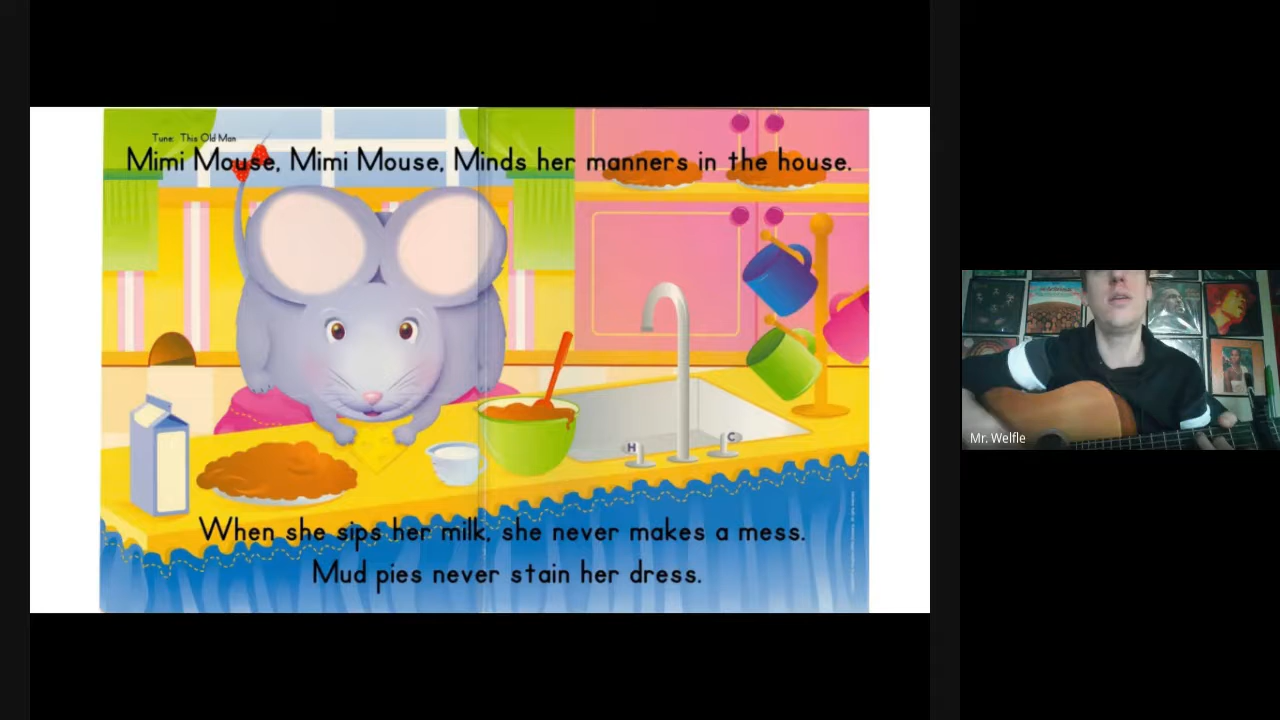 Tune: This Old Man
Mimi Mouse, Mimi Mouse, Minds her manners in the house.
H
C
When she sips her milk, she never makes a mess.
Mud pies never stain her dress.
Mr. Welfle